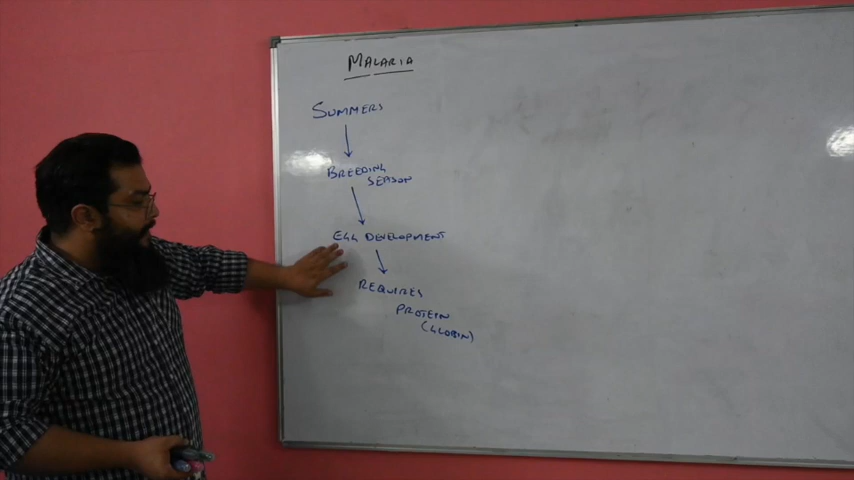 MALARIA
SUMMERS
BREEDING
SEASON
EGG DEVELOPMENT
REQUIRES
PROTEIN
(GLOBIN)